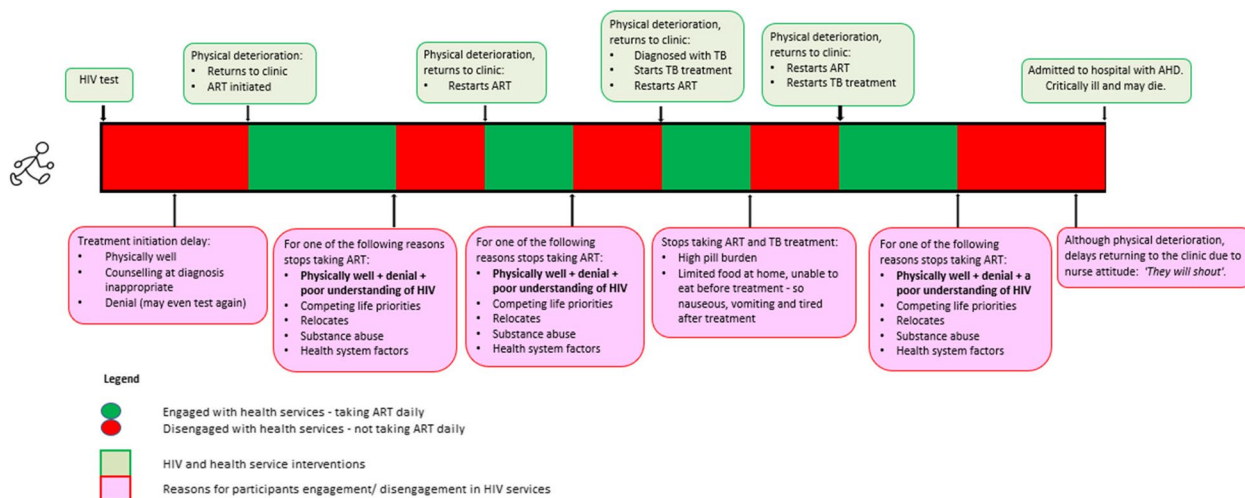 HIV test
Physical deterioration:
• Returns to clinic
• ART initiated
Physical deterioration,
returns to clinic:
• Restarts ART
Physical deterioration,
returns to clinic:
• Diagnosed with TB
• Starts TB treatment
• Restarts ART
Physical deterioration,
returns to clinic:
• Restarts ART
• Restarts TB treatment
Admitted to hospital with AHD.
Critically ill and may die.
Treatment initiation delay:
• Physically well
• Counselling at diagnosis
inappropriate
• Denial (may even test again)
For one of the following reasons
stops taking ART:
• Physically well + denial +
poor understanding of HIV
• Competing life priorities
• Relocates
• Substance abuse
• Health system factors
For one of the following
reasons stops taking ART:
• Physically well + denial +
poor understanding of HIV
• Competing life priorities
• Relocates
• Substance abuse
• Health system factors
Stops taking ART and TB treatment:
• High pill burden
• Limited food at home, unable to
eat before treatment - so
nauseous, vomiting and tired
after treatment
For one of the following
reasons stops taking ART:
• Physically well + denial + a
poor understanding of HIV
• Competing life priorities
• Relocates
• Substance abuse
• Health system factors
Although physical deterioration,
delays returning to the clinic due to
nurse attitude: 'They will shout'.
Legend
Engaged with health services - taking ART daily
Disengaged with health services - not taking ART daily
HIV and health service interventions
Reasons for participants engagement/ disengagement in HIV services